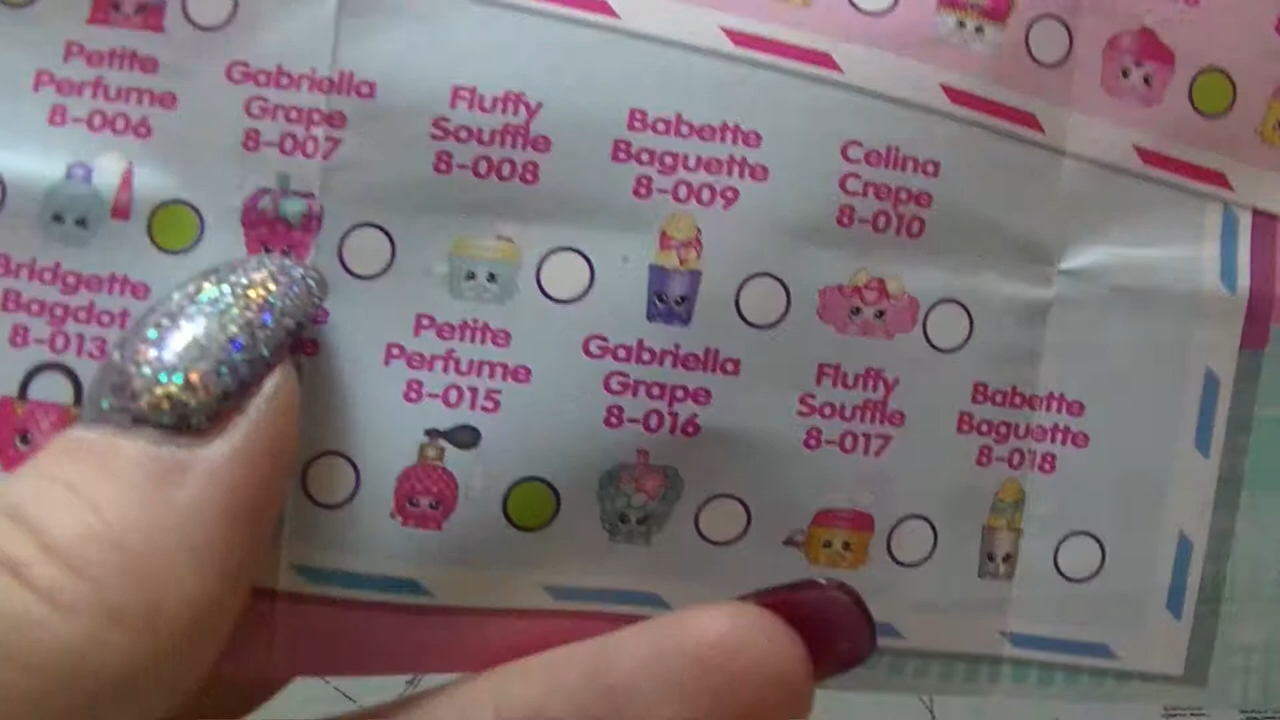 Petite
Perfume
8-006
Gabriella
Grape
8-007
Fluffy
Souffle
8-008
Babette
Baguette
8-009
Celina
Crepe
8-010
Bridgette
Bagdot
8-013
Petite
Perfume
8-015
Gabriella
Grape
8-016
Fluffy
Souffle
8-017
Babette
Baguette
8-018